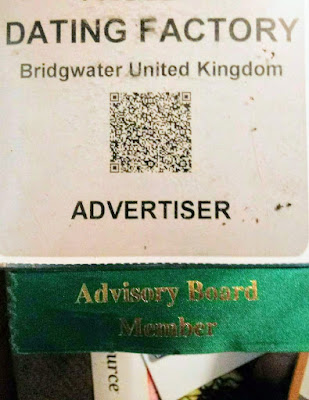 DATING FACTORY
Bridgwater United Kingdom
ADVERTISER
Advisory Board
Member